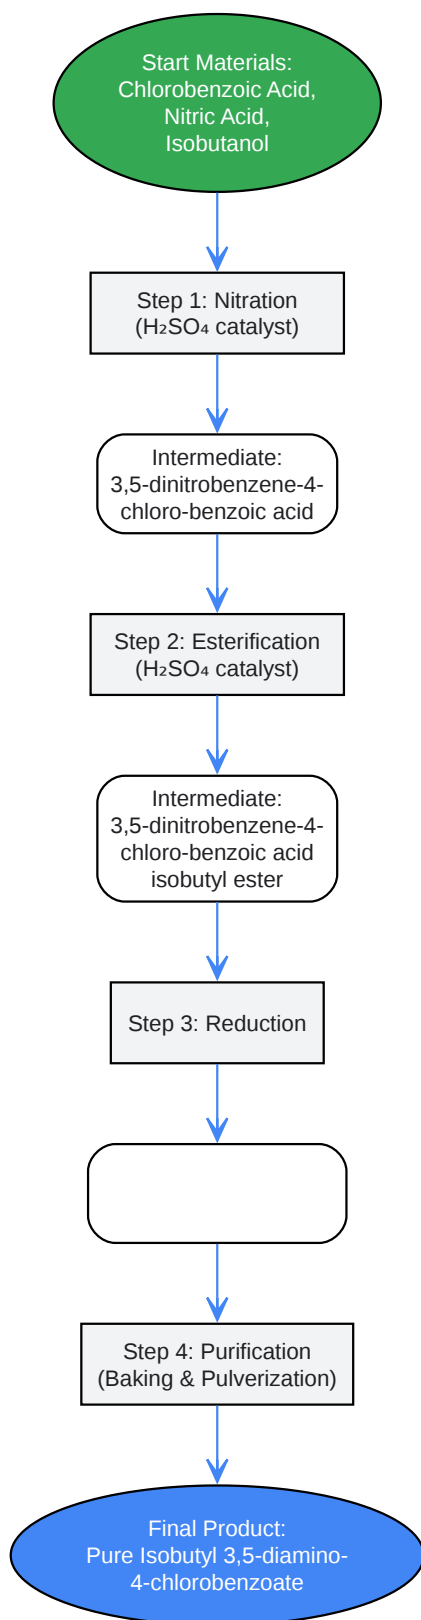 Start Materials:
Chlorobenzoic Acid,
Nitric Acid,
Isobutanol
Step 1: Nitration
(H₂SO₄ catalyst)
Intermediate:
3,5-dinitrobenzene-4-
chloro-benzoic acid
Step 2: Esterification
(H₂SO₄ catalyst)
Intermediate:
3,5-dinitrobenzene-4-
chloro-benzoic acid
isobutyl ester
Step 3: Reduction
Step 4: Purification
(Baking & Pulverization)
Final Product:
Pure Isobutyl 3,5-diamino-
4-chlorobenzoate